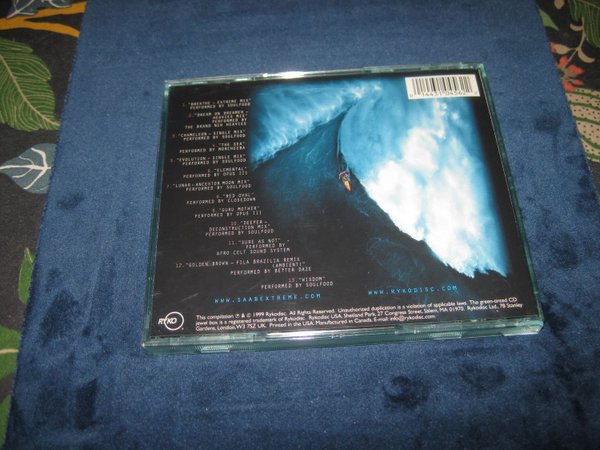 1. "BREATHE - EXTREME MIX"
PERFORMED BY SOULFOOD
2. "DREAM ON DREAMER -
HEAVIES MIX"
PERFORMED BY
THE BRAND NEW HEAVIES
3. "CHAMELEON - SINGLE MIX"
PERFORMED BY SOULFOOD
4. "THE SEA"
PERFORMED BY MORCHEEBA
5. "EVOLUTION - SINGLE MIX"
PERFORMED BY SOULFOOD
6. "ELEMENTAL"
PERFORMED BY OPUS III
7. "LUNAR - ANCESTOR MOON MIX"
PERFORMED BY SOULFOOD
8. "RED OVAL"
PERFORMED BY CLOSEDOWN
9. "GURU MOTHER"
PERFORMED BY OPUS III
10. "DEEPER -
DECONSTRUCTION MIX"
PERFORMED BY SOULFOOD
11. "SURE AS NOT"
PERFORMED BY
AFRO CELT SOUND SYSTEM
12. "GOLDEN BROWN - FILA BRAZILIA REMIX
(AMBIENT)"
PERFORMED BY BETTER DAZE
13. "WISDOM"
PERFORMED BY SOULFOOD
WWW.SAABEXTREME.COM
WWW.RYKODISC.COM
RYKO
This compilation ℗ & © 1999 Rykodisc. All Rights Reserved. Unauthorized duplication is a violation of applicable laws. The green-tinted CD
jewel box is a registered trademark of Rykodisc. Rykodisc USA, Shetland Park, 27 Congress Street, Salem, MA 01970. Rykodisc Ltd., 78 Stanley
Gardens, London, W3 7SZ UK. Printed in the USA. Manufactured in Canada. E-mail: info@rykodisc.com